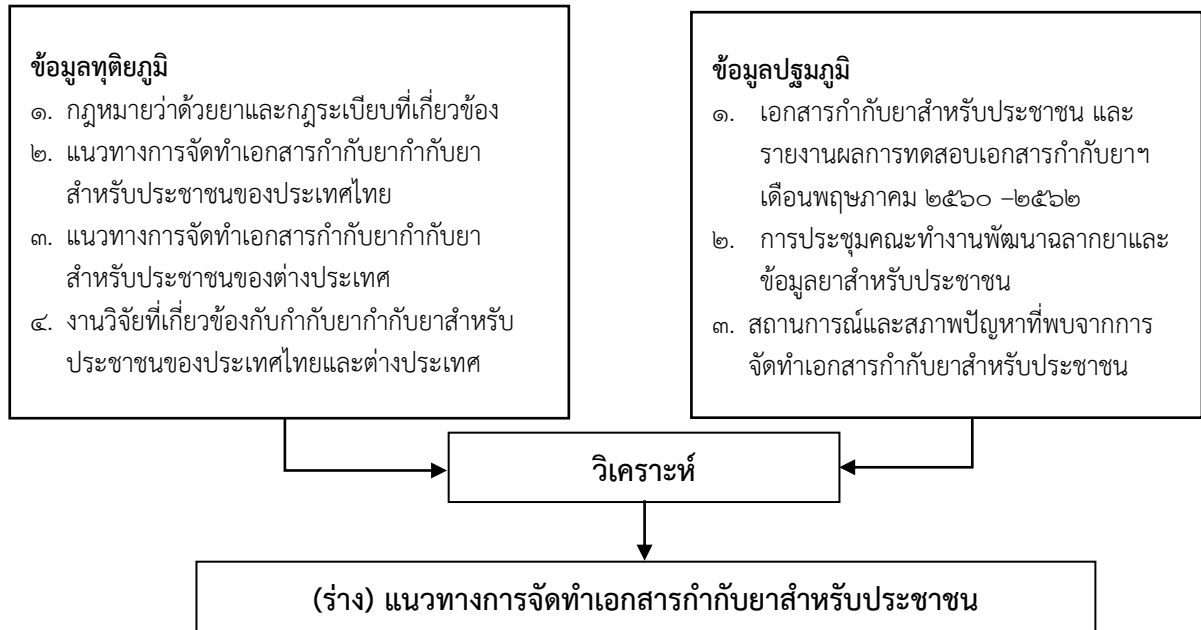 ข้อมูลทุติยภูมิ
๑. กฎหมายว่าด้วยยาและกฎระเบียบที่เกี่ยวข้อง
๒. แนวทางการจัดทำเอกสารกำกับยากำกับยา
สำหรับประชาชนของประเทศไทย
๓. แนวทางการจัดทำเอกสารกำกับยากำกับยา
สำหรับประชาชนของต่างประเทศ
๔. งานวิจัยที่เกี่ยวข้องกับกำกับยากำกับยาสำหรับ
ประชาชนของประเทศไทยและต่างประเทศ
ข้อมูลปฐมภูมิ
๑. เอกสารกำกับยาสำหรับประชาชน และ
รายงานผลการทดสอบเอกสารกำกับยาฯ
เดือนพฤษภาคม ๒๕๖๐ –๒๕๖๒
๒. การประชุมคณะทำงานพัฒนาฉลากยาและ
ข้อมูลยาสำหรับประชาชน
๓. สถานการณ์และสภาพปัญหาที่พบจากการ
จัดทำเอกสารกำกับยาสำหรับประชาชน
วิเคราะห์
(ร่าง) แนวทางการจัดทำเอกสารกำกับยาสำหรับประชาชน